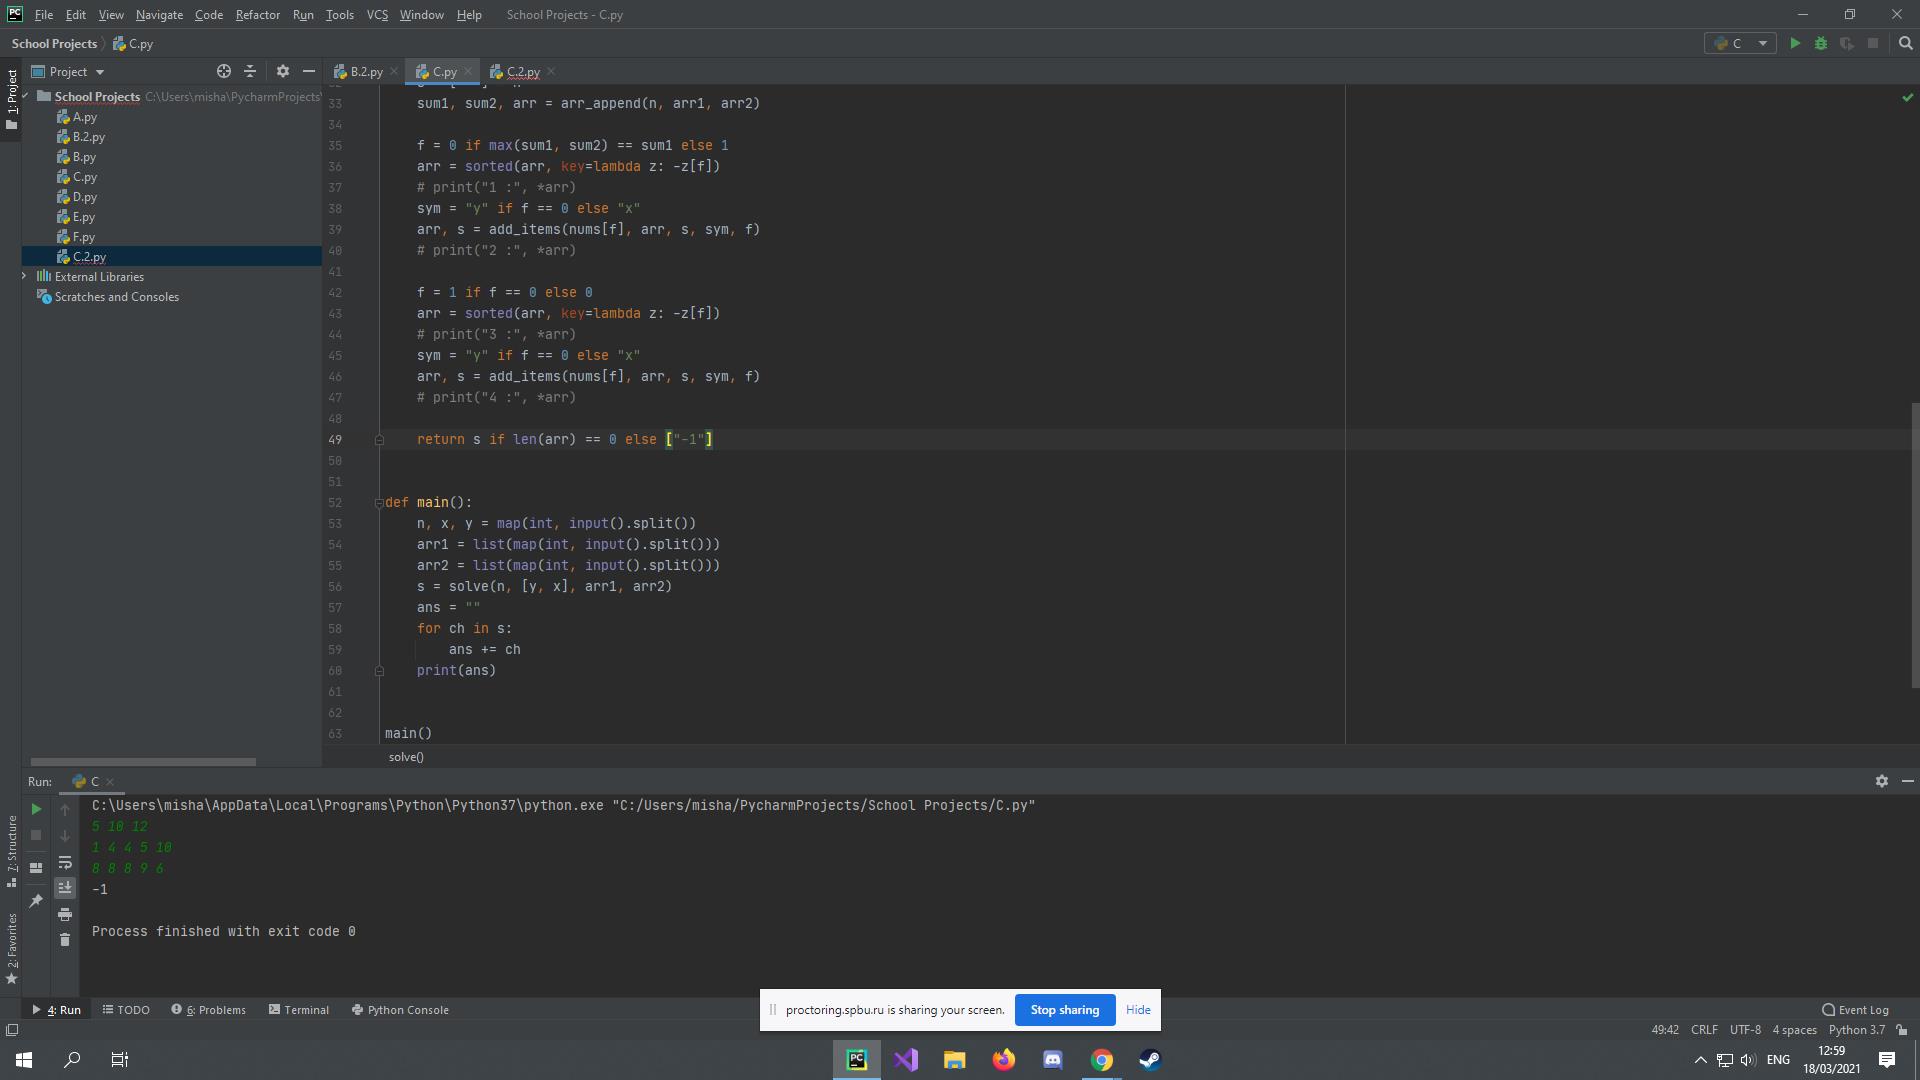 File Edit View Navigate Code Refactor Run Tools VCS Window Help School Projects - C.py
School Projects C.py C
Project B.2.py C.py C.2.py
1: Project
School Projects C:\Users\misha\PycharmProjects\
A.py
B.2.py
B.py
C.py
D.py
E.py
F.py
C.2.py
External Libraries
Scratches and Consoles
33 sum1, sum2, arr = arr_append(n, arr1, arr2)
34
35 f = 0 if max(sum1, sum2) == sum1 else 1
36 arr = sorted(arr, key=lambda z: -z[f])
37 # print("1 :", *arr)
38 sym = "y" if f == 0 else "x"
39 arr, s = add_items(nums[f], arr, s, sym, f)
40 # print("2 :", *arr)
41
42 f = 1 if f == 0 else 0
43 arr = sorted(arr, key=lambda z: -z[f])
44 # print("3 :", *arr)
45 sym = "y" if f == 0 else "x"
46 arr, s = add_items(nums[f], arr, s, sym, f)
47 # print("4 :", *arr)
48
49 return s if len(arr) == 0 else ["-1"]
50
51
52 def main():
53 n, x, y = map(int, input().split())
54 arr1 = list(map(int, input().split()))
55 arr2 = list(map(int, input().split()))
56 s = solve(n, [y, x], arr1, arr2)
57 ans = ""
58 for ch in s:
59 ans += ch
60 print(ans)
61
62
63 main()
solve()
Run: C
C:\Users\misha\AppData\Local\Programs\Python\Python37\python.exe "C:/Users/misha/PycharmProjects/School Projects/C.py"
5 10 12
1 4 4 5 10
8 8 8 9 6
-1
Process finished with exit code 0
7: Structure
2: Favorites
proctoring.spbu.ru is sharing your screen. Stop sharing Hide
4: Run TODO 6: Problems Terminal Python Console Event Log
49:42 CRLF UTF-8 4 spaces Python 3.7
PC ENG 12:59
18/03/2021